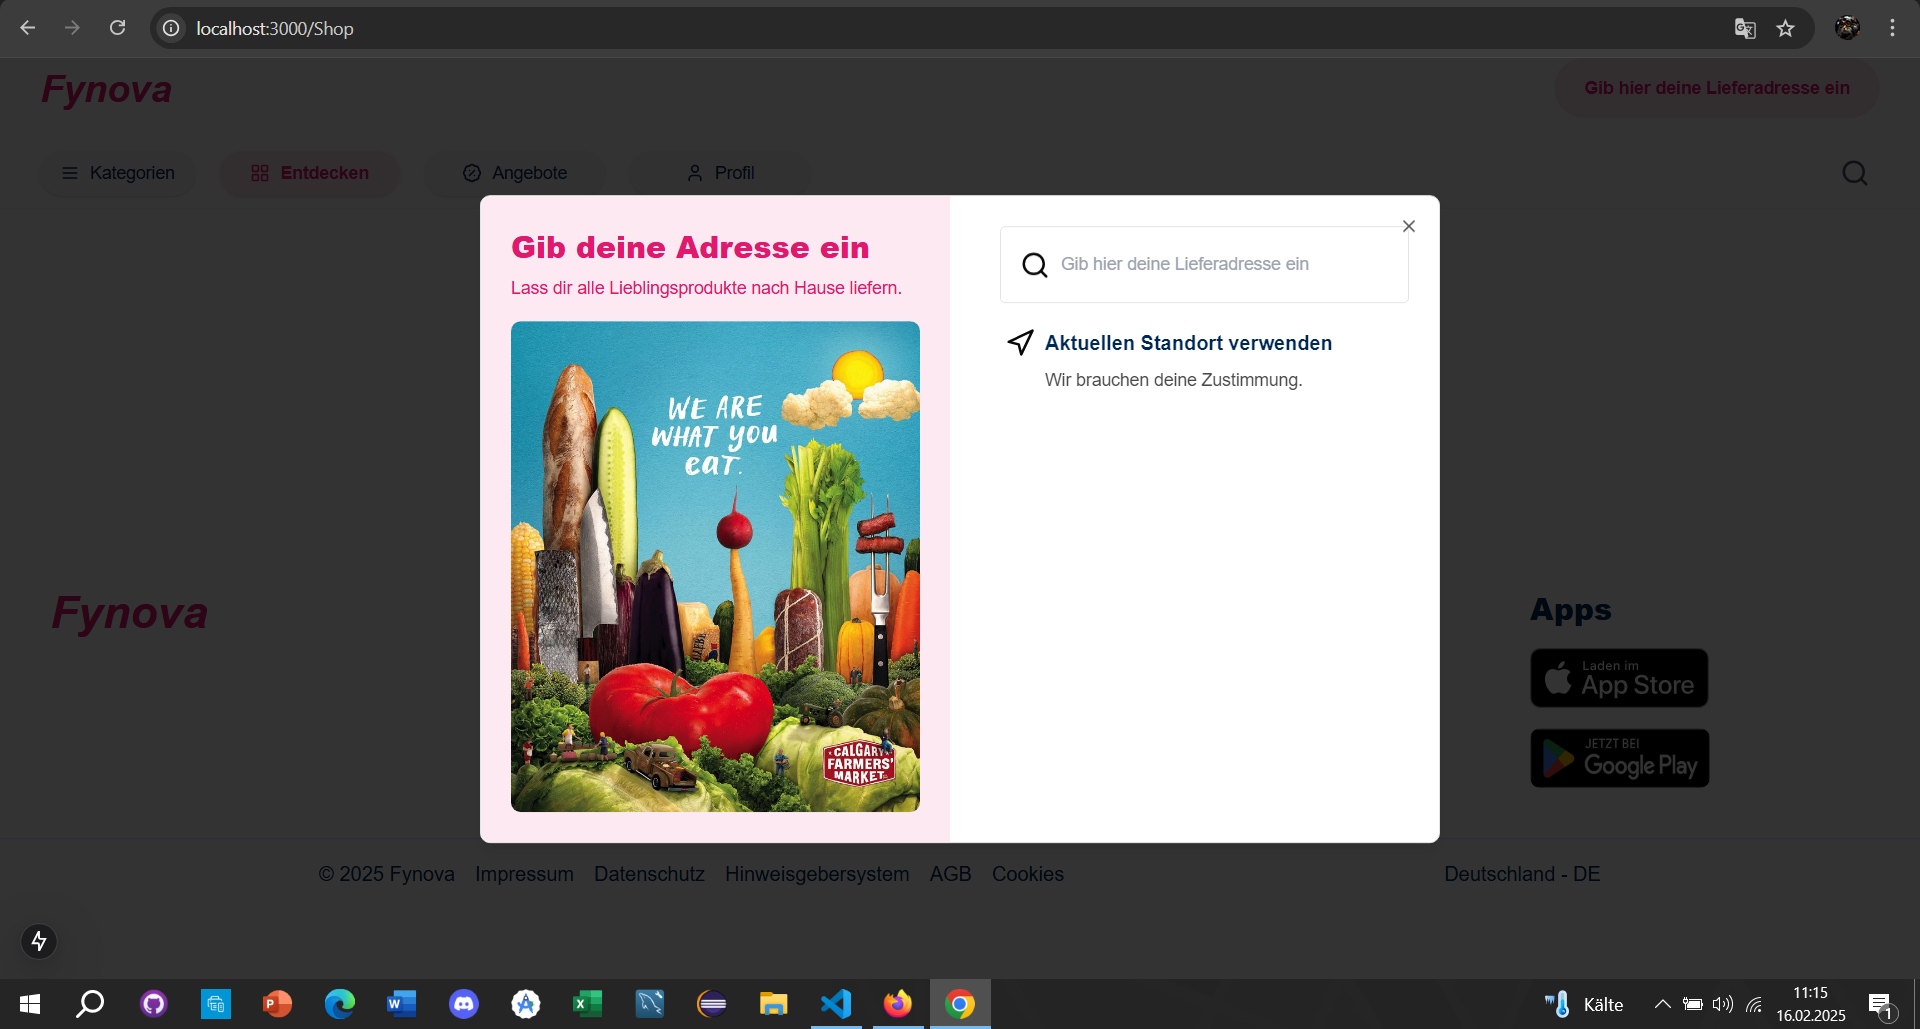 localhost:3000/Shop
Fynova
Gib hier deine Lieferadresse ein
Kategorien
Entdecken
Angebote
Profil
Gib deine Adresse ein
Lass dir alle Lieblingsprodukte nach Hause liefern.
WE ARE
WHAT YOU
eaT.
CALGARY
FARMERS'
MARKET
Gib hier deine Lieferadresse ein
Aktuellen Standort verwenden
Wir brauchen deine Zustimmung.
Fynova
Apps
Laden im
App Store
JETZT BEI
Google Play
© 2025 Fynova Impressum Datenschutz Hinweisgebersystem AGB Cookies
Deutschland - DE
Kälte
11:15
16.02.2025
1